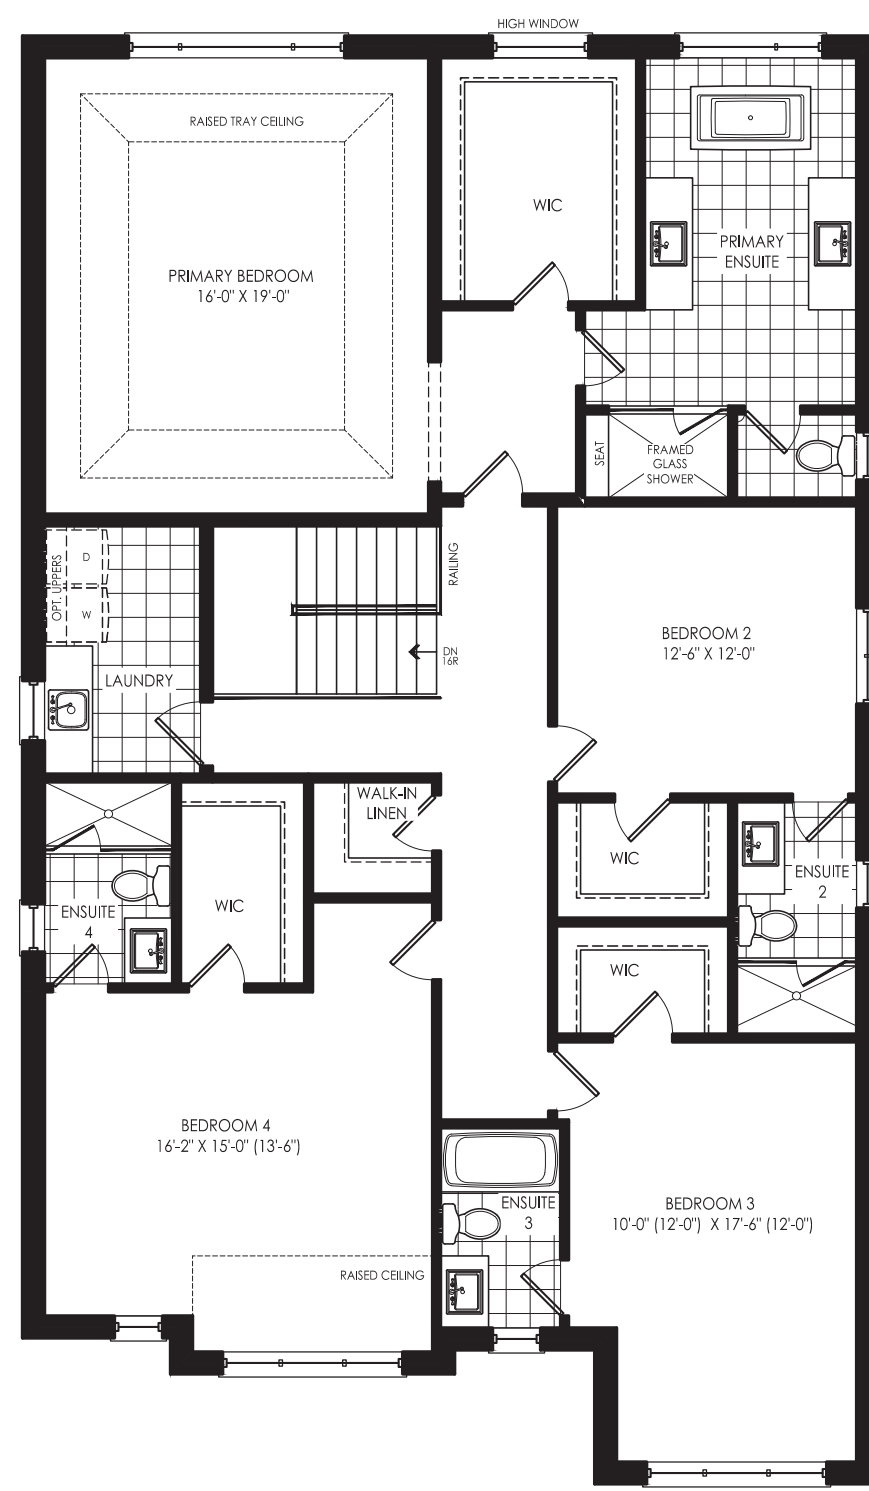 HIGH WINDOW
RAISED TRAY CEILING
WIC
PRIMARY
ENSUITE
PRIMARY BEDROOM
16'-0" X 19'-0"
SEAT
FRAMED
GLASS
SHOWER
OPT. UPPERS
D
W
RAILING
DN
16R
LAUNDRY
BEDROOM 2
12'-6" X 12'-0"
WALK-IN
LINEN
WIC
ENSUITE
2
WIC
ENSUITE
4
WIC
BEDROOM 4
16'-2" X 15'-0" (13'-6")
ENSUITE
3
BEDROOM 3
10'-0" (12'-0") X 17'-6" (12'-0")
RAISED CEILING